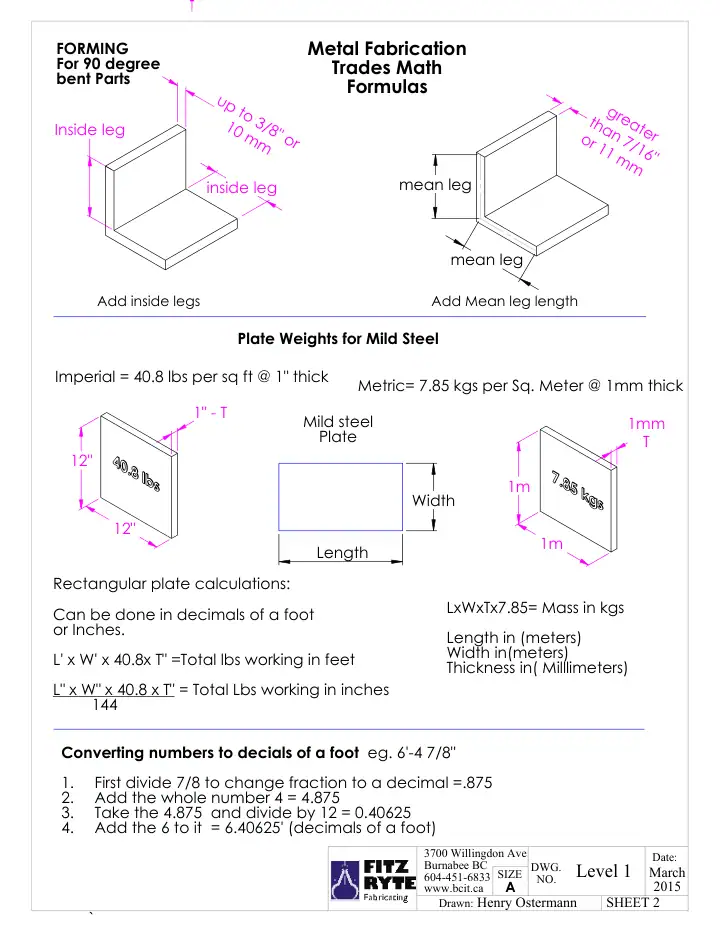 FORMING
For 90 degree
bent Parts
Metal Fabrication
Trades Math
Formulas
up to 3/8" or
10 mm
Inside leg
inside leg
Add inside legs
greater
than 7/16"
or 11 mm
mean leg
mean leg
Add Mean leg length
Plate Weights for Mild Steel
Imperial = 40.8 lbs per sq ft @ 1" thick
Metric= 7.85 kgs per Sq. Meter @ 1mm thick
1" - T
12"
40.8 lbs
12"
Mild steel
Plate
Width
Length
1mm
T
1m
7.85 kgs
1m
Rectangular plate calculations:
Can be done in decimals of a foot
or Inches.
L' x W' x 40.8x T" =Total lbs working in feet
L" x W" x 40.8 x T" = Total Lbs working in inches
144
LxWxTx7.85= Mass in kgs
Length in (meters)
Width in(meters)
Thickness in( Milllimeters)
Converting numbers to decials of a foot eg. 6'-4 7/8"
1. First divide 7/8 to change fraction to a decimal =.875
2. Add the whole number 4 = 4.875
3. Take the 4.875 and divide by 12 = 0.40625
4. Add the 6 to it = 6.40625' (decimals of a foot)
FITZ
RYTE
Fabricating
3700 Willingdon Ave
Burnabee BC
604-451-6833
www.bcit.ca
SIZE
A
DWG.
NO.
Level 1
Date:
March
2015
Drawn: Henry Ostermann
SHEET 2